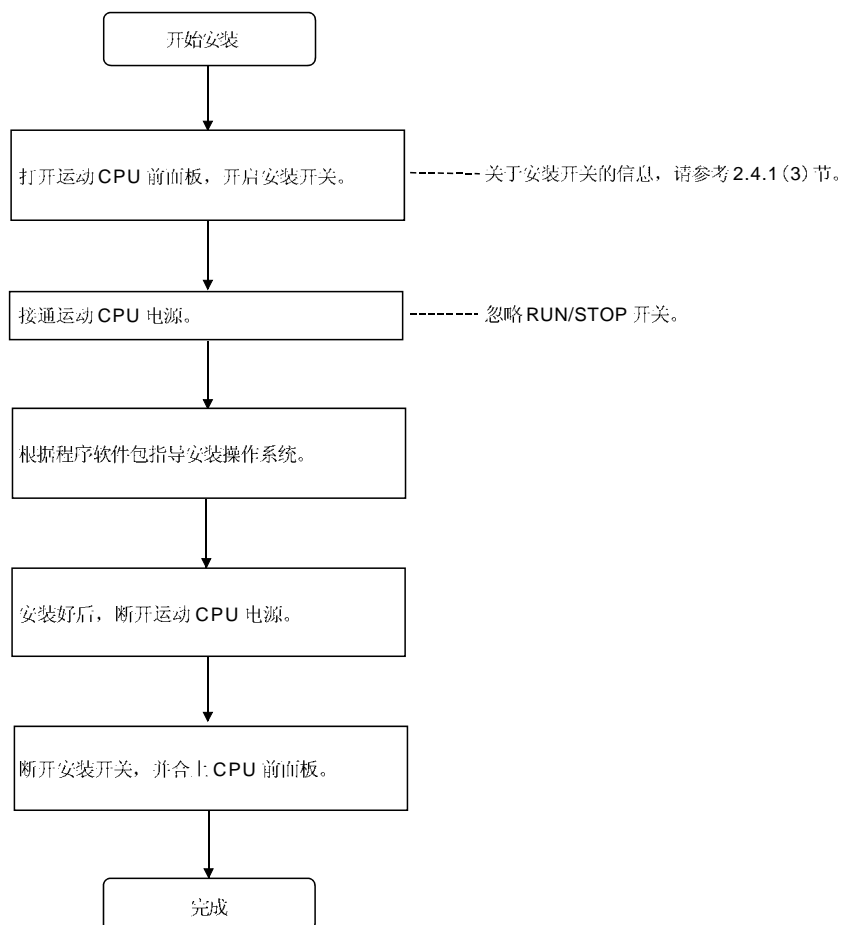 开始安装
打开运动CPU 前面板，开启安装开关。
关于安装开关的信息，请参考2.4.1(3)节。
接通运动CPU 电源。
忽略RUN/STOP 开关。
根据程序软件包指导安装操作系统。
安装好后，断开运动CPU 电源。
断开安装开关，并合上CPU 前面板。
完成